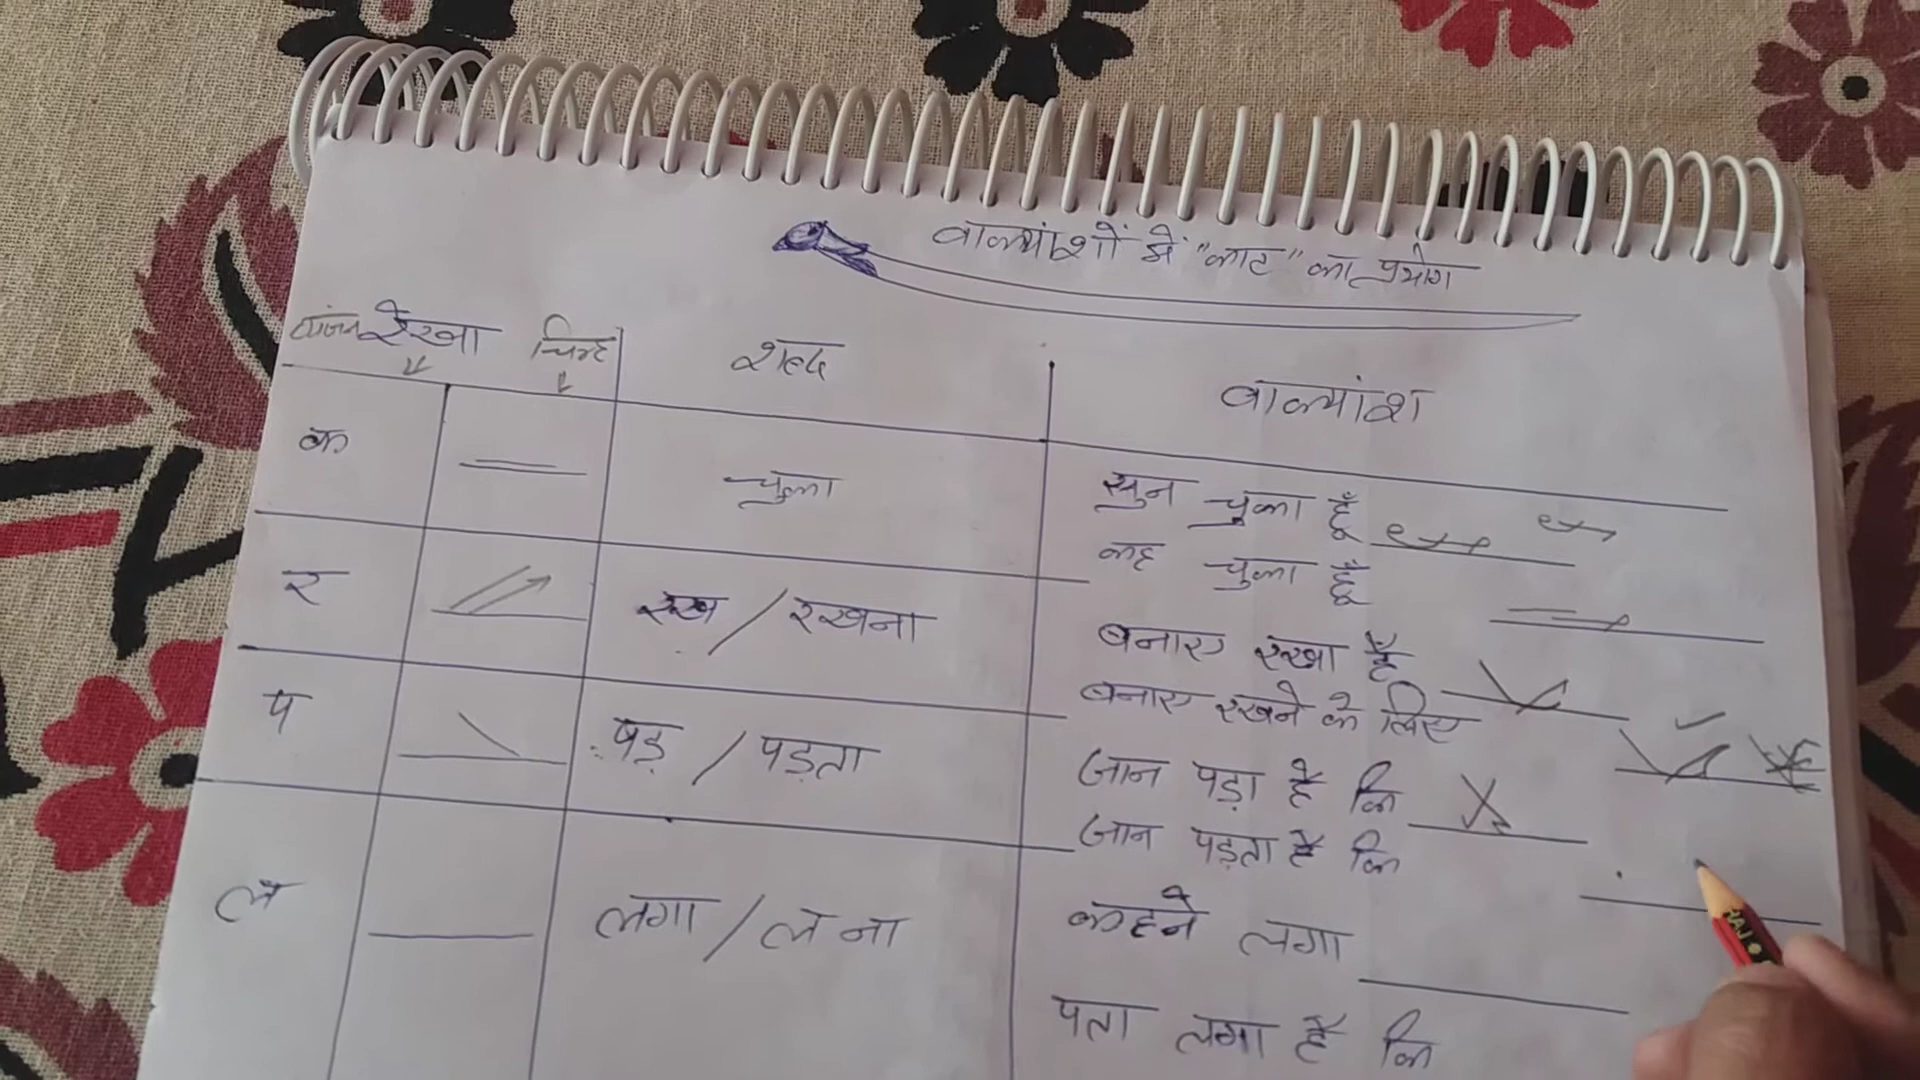 वाक्यांशों में "काट" का प्रयोग
व्यंजन रेखा चिन्ह
शब्द
वाक्यांश
क
चुका
सुन चुका हूँ
कह चुका हूँ
र
रख / रखना
बनाए रखा है
बनाए रखने के लिए
प
पड़ / पड़ता
जान पड़ा है कि
जान पड़ता है कि
ल
लगा / ल ना
कहने लगा
पता लगा है कि